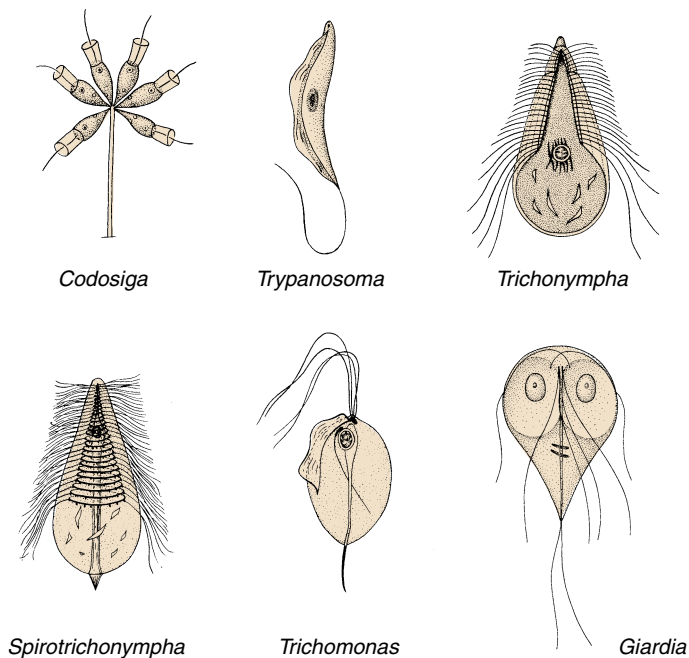 Codosiga
Trypanosoma
Trichonympha
Spirotrichonympha
Trichomonas
Giardia